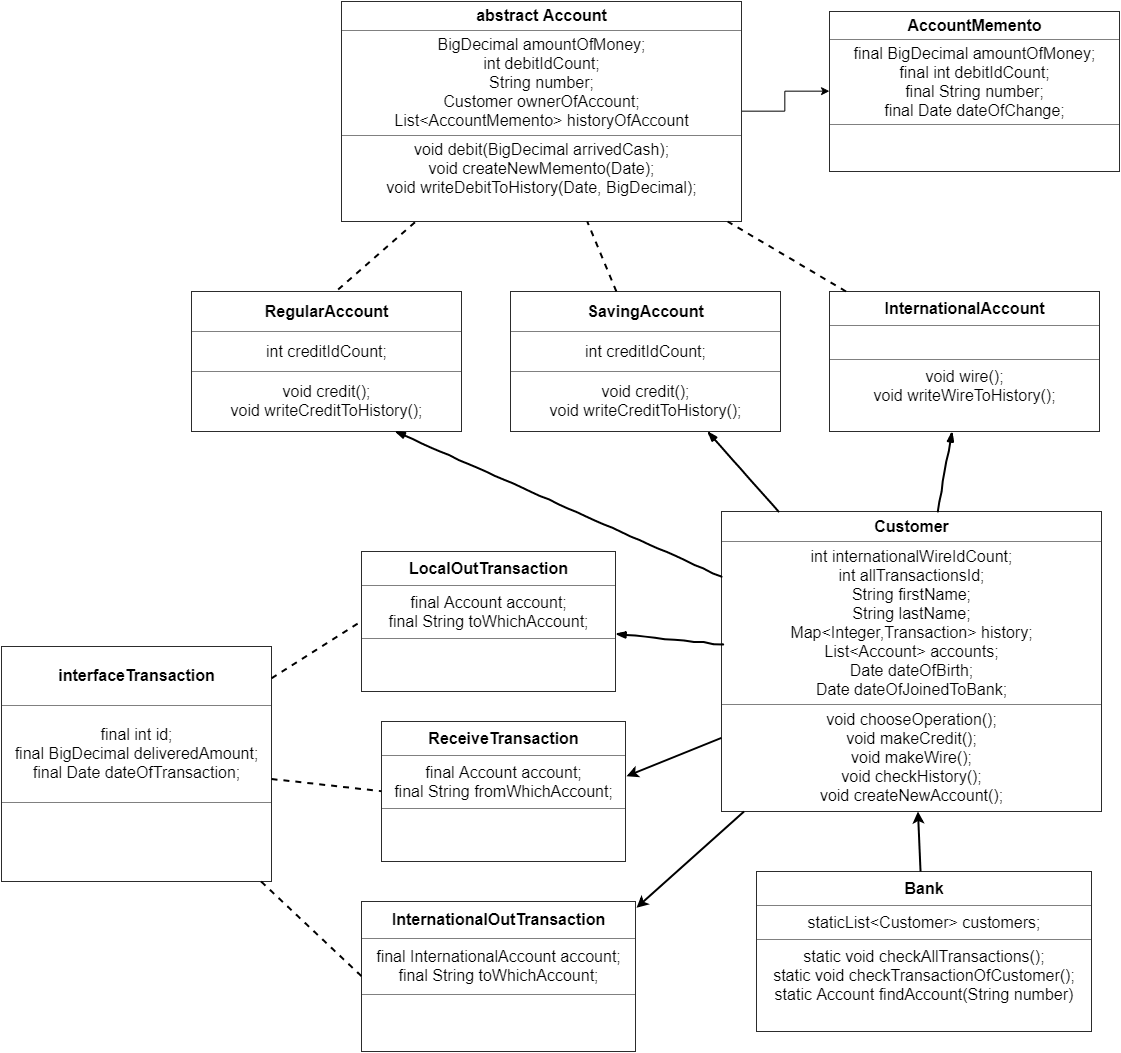 abstract Account
BigDecimal amountOfMoney;
int debitIdCount;
String number;
Customer ownerOfAccount;
List<AccountMemento> historyOfAccount
void debit(BigDecimal arrivedCash);
void createNewMemento(Date);
void writeDebitToHistory(Date, BigDecimal);
AccountMemento
final BigDecimal amountOfMoney;
final int debitIdCount;
final String number;
final Date dateOfChange;
RegularAccount
int creditIdCount;
void credit();
void writeCreditToHistory();
SavingAccount
int creditIdCount;
void credit();
void writeCreditToHistory();
InternationalAccount
void wire();
void writeWireToHistory();
Customer
int internationalWireIdCount;
int allTransactionsId;
String firstName;
String lastName;
Map<Integer,Transaction> history;
List<Account> accounts;
Date dateOfBirth;
Date dateOfJoinedToBank;
void chooseOperation();
void makeCredit();
void makeWire();
void checkHistory();
void createNewAccount();
LocalOutTransaction
final Account account;
final String toWhichAccount;
interfaceTransaction
final int id;
final BigDecimal deliveredAmount;
final Date dateOfTransaction;
ReceiveTransaction
final Account account;
final String fromWhichAccount;
InternationalOutTransaction
final InternationalAccount account;
final String toWhichAccount;
Bank
staticList<Customer> customers;
static void checkAllTransactions();
static void checkTransactionOfCustomer();
static Account findAccount(String number)